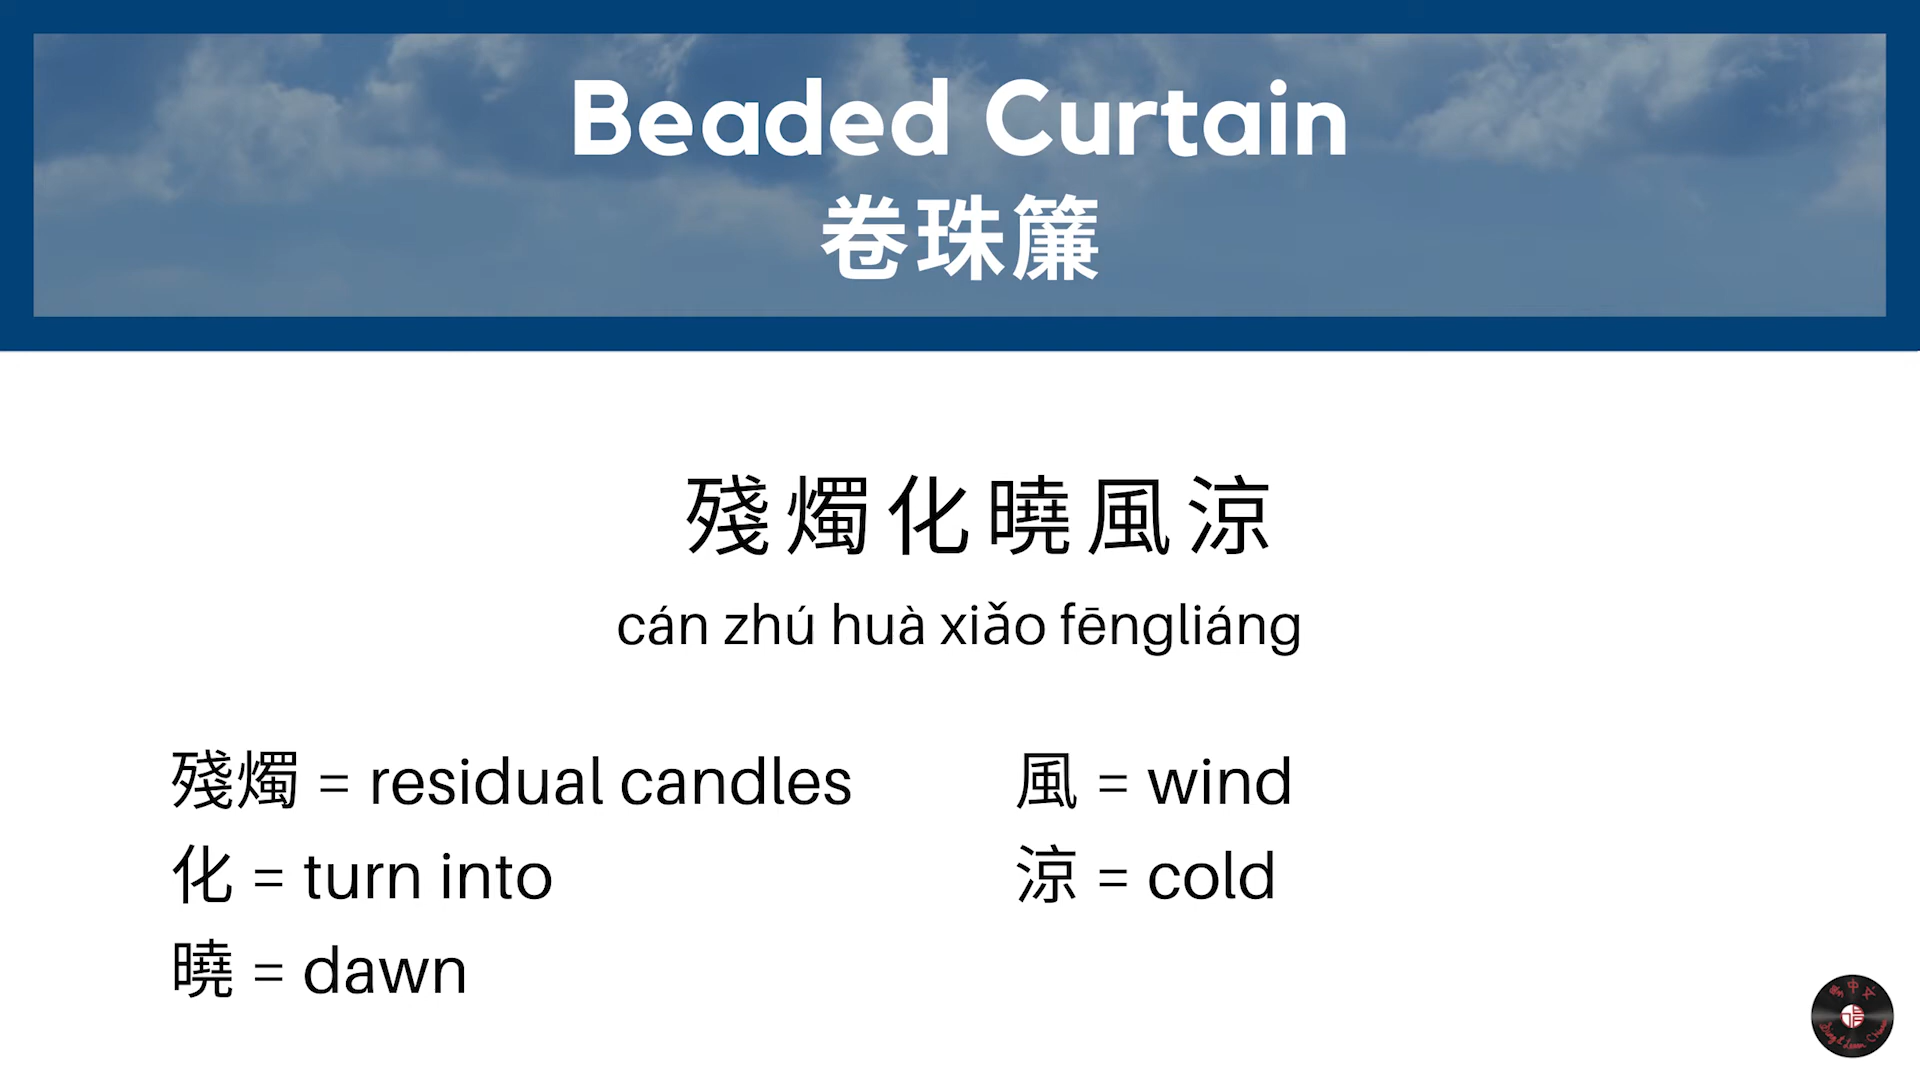 Beaded Curtain
卷珠簾
殘燭化曉風涼
cán zhú huà xiǎo fēngliáng
殘燭 = residual candles
化 = turn into
曉 = dawn
風 = wind
涼 = cold